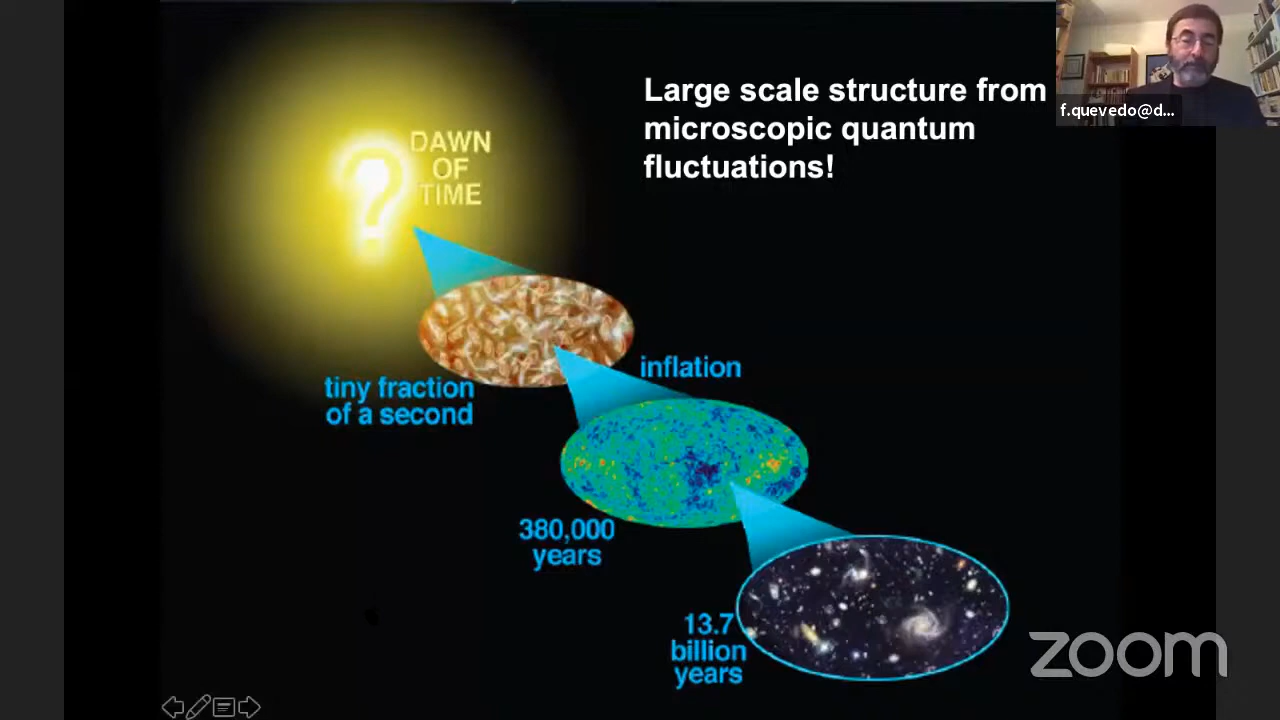 Large scale structure from
microscopic quantum
fluctuations!
f.quevedo@d...
?
DAWN
OF
TIME
inflation
tiny fraction
of a second
380,000
years
13.7
billion
years
zoom